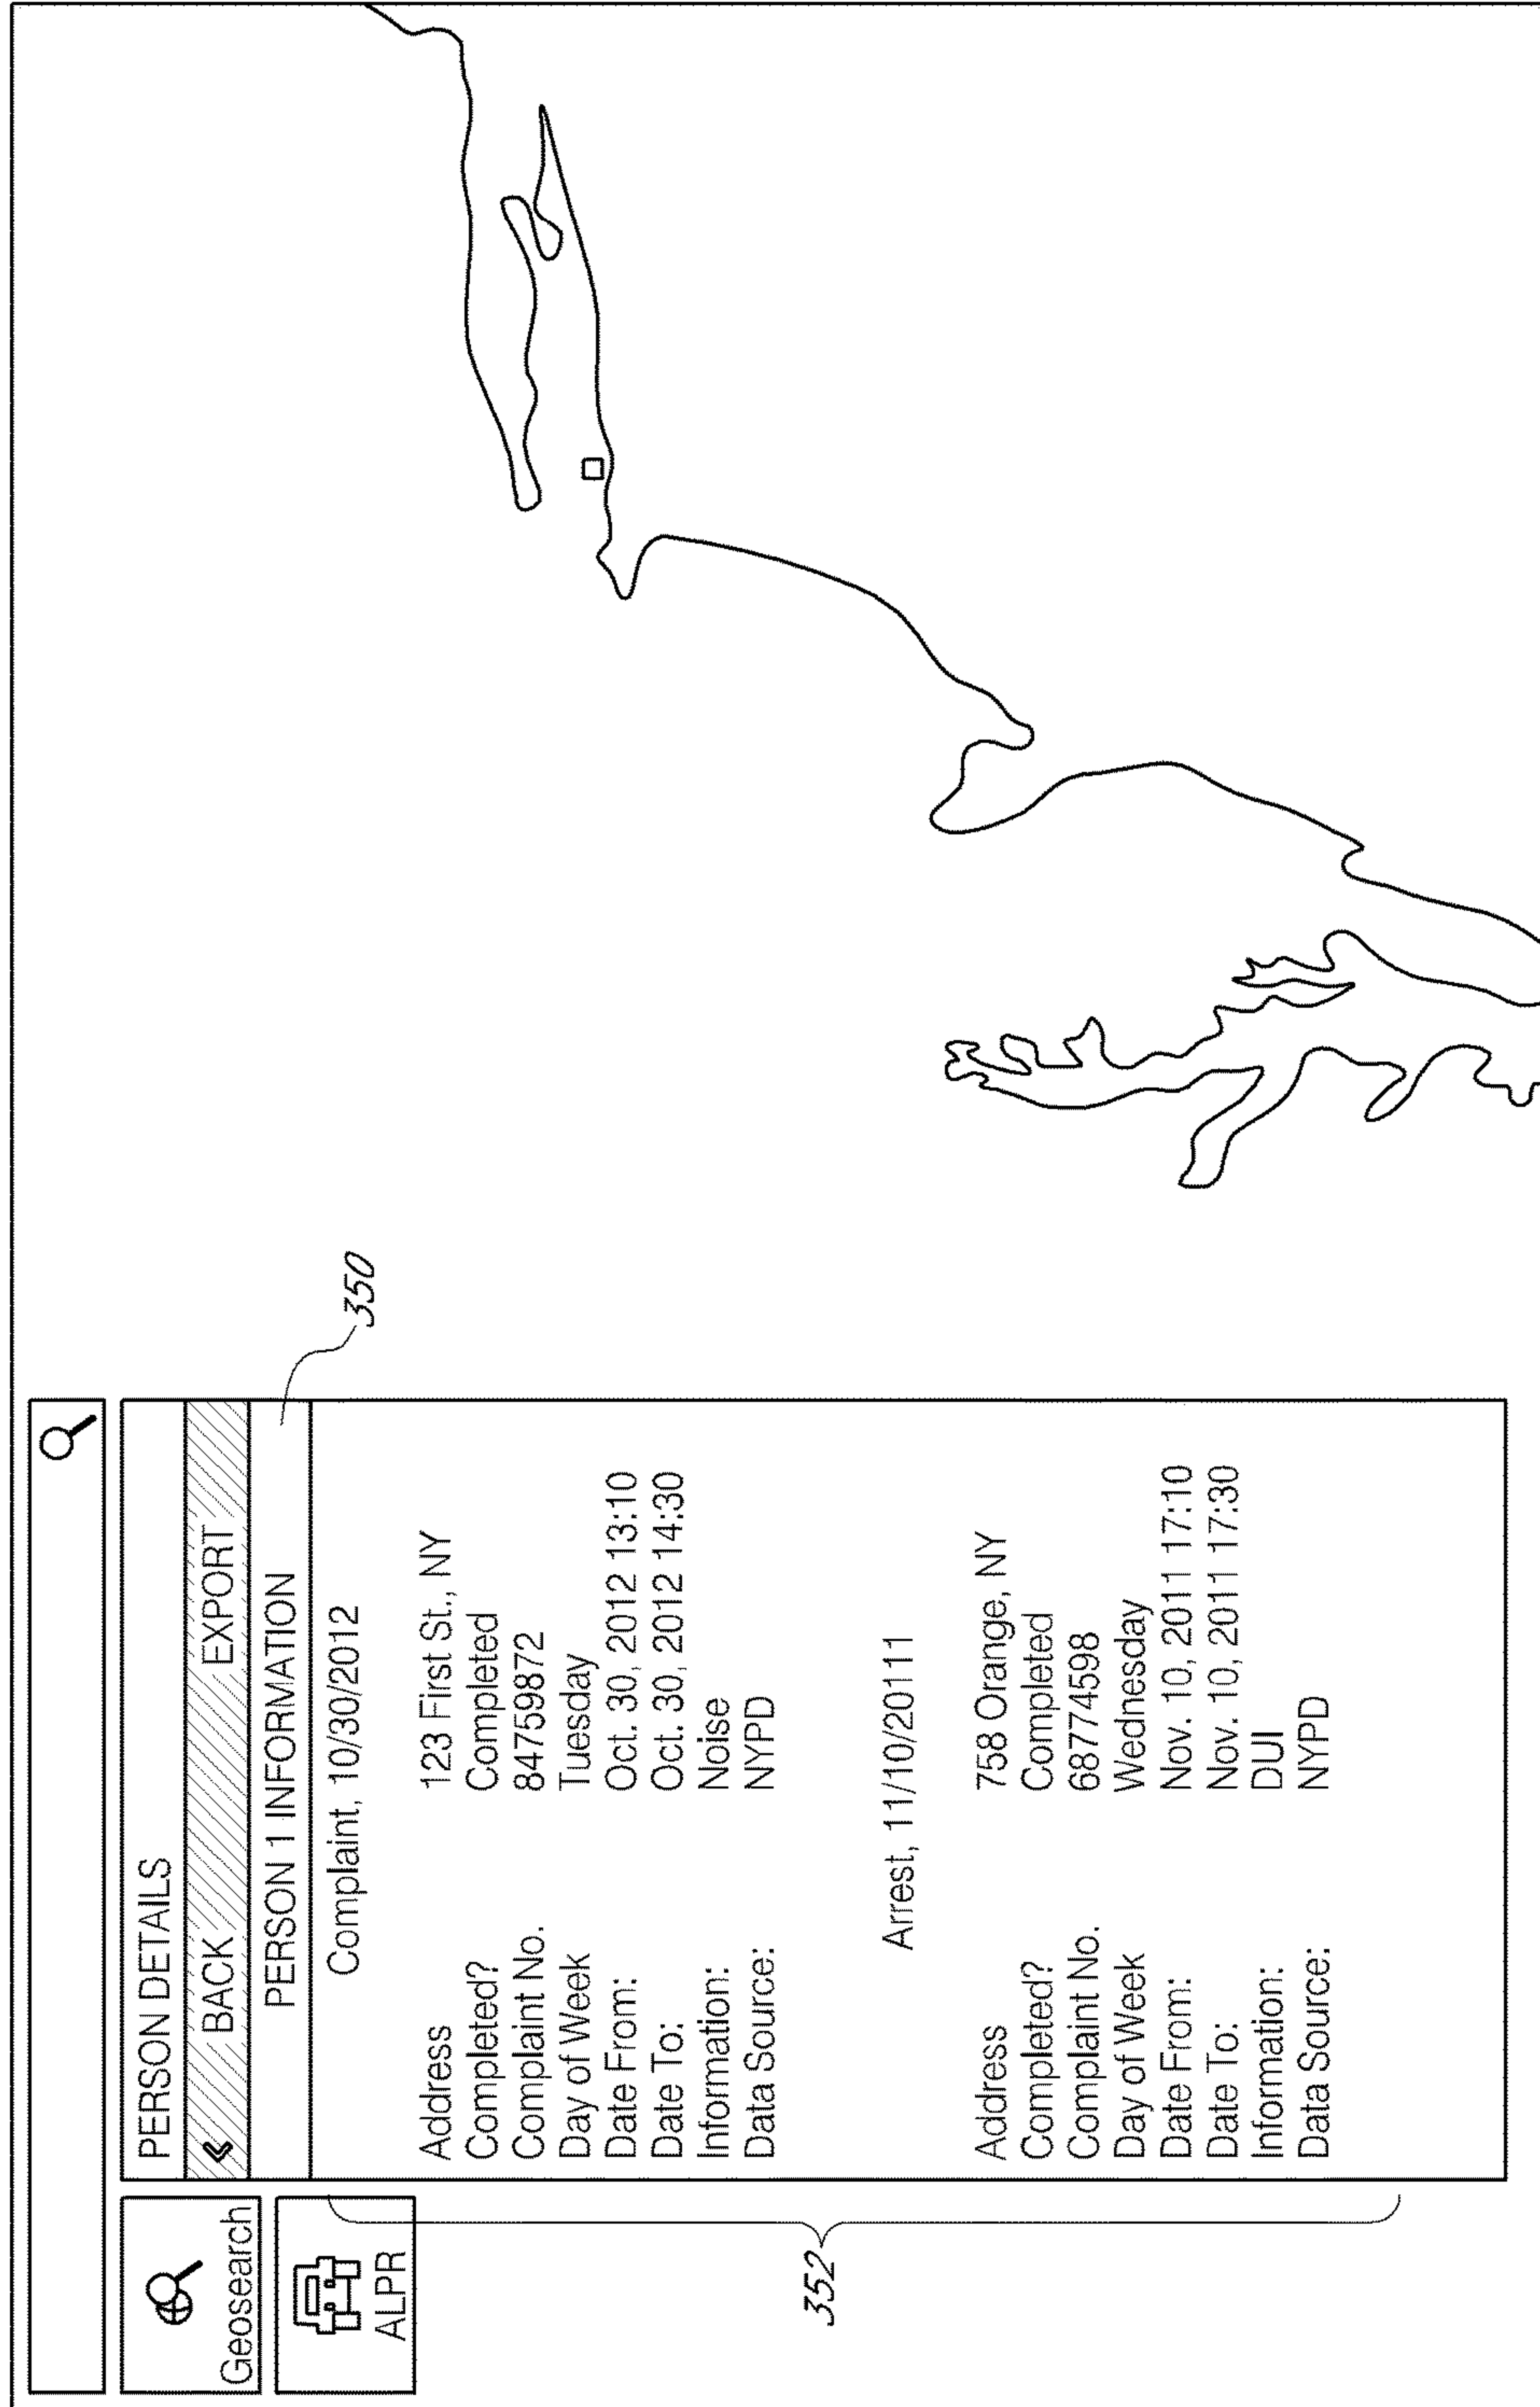 Geosearch
ALPR
PERSON DETAILS
« BACK EXPORT
PERSON 1 INFORMATION
350
Complaint, 10/30/2012
Address 123 First St., NY
Completed? Completed
Complaint No. 84759872
Day of Week Tuesday
Date From: Oct. 30, 2012 13:10
Date To: Oct. 30, 2012 14:30
Information: Noise
Data Source: NYPD
352
Arrest, 11/10/20111
Address 758 Orange, NY
Completed? Completed
Complaint No. 68774598
Day of Week Wednesday
Date From: Nov. 10, 2011 17:10
Date To: Nov. 10, 2011 17:30
Information: DUI
Data Source: NYPD